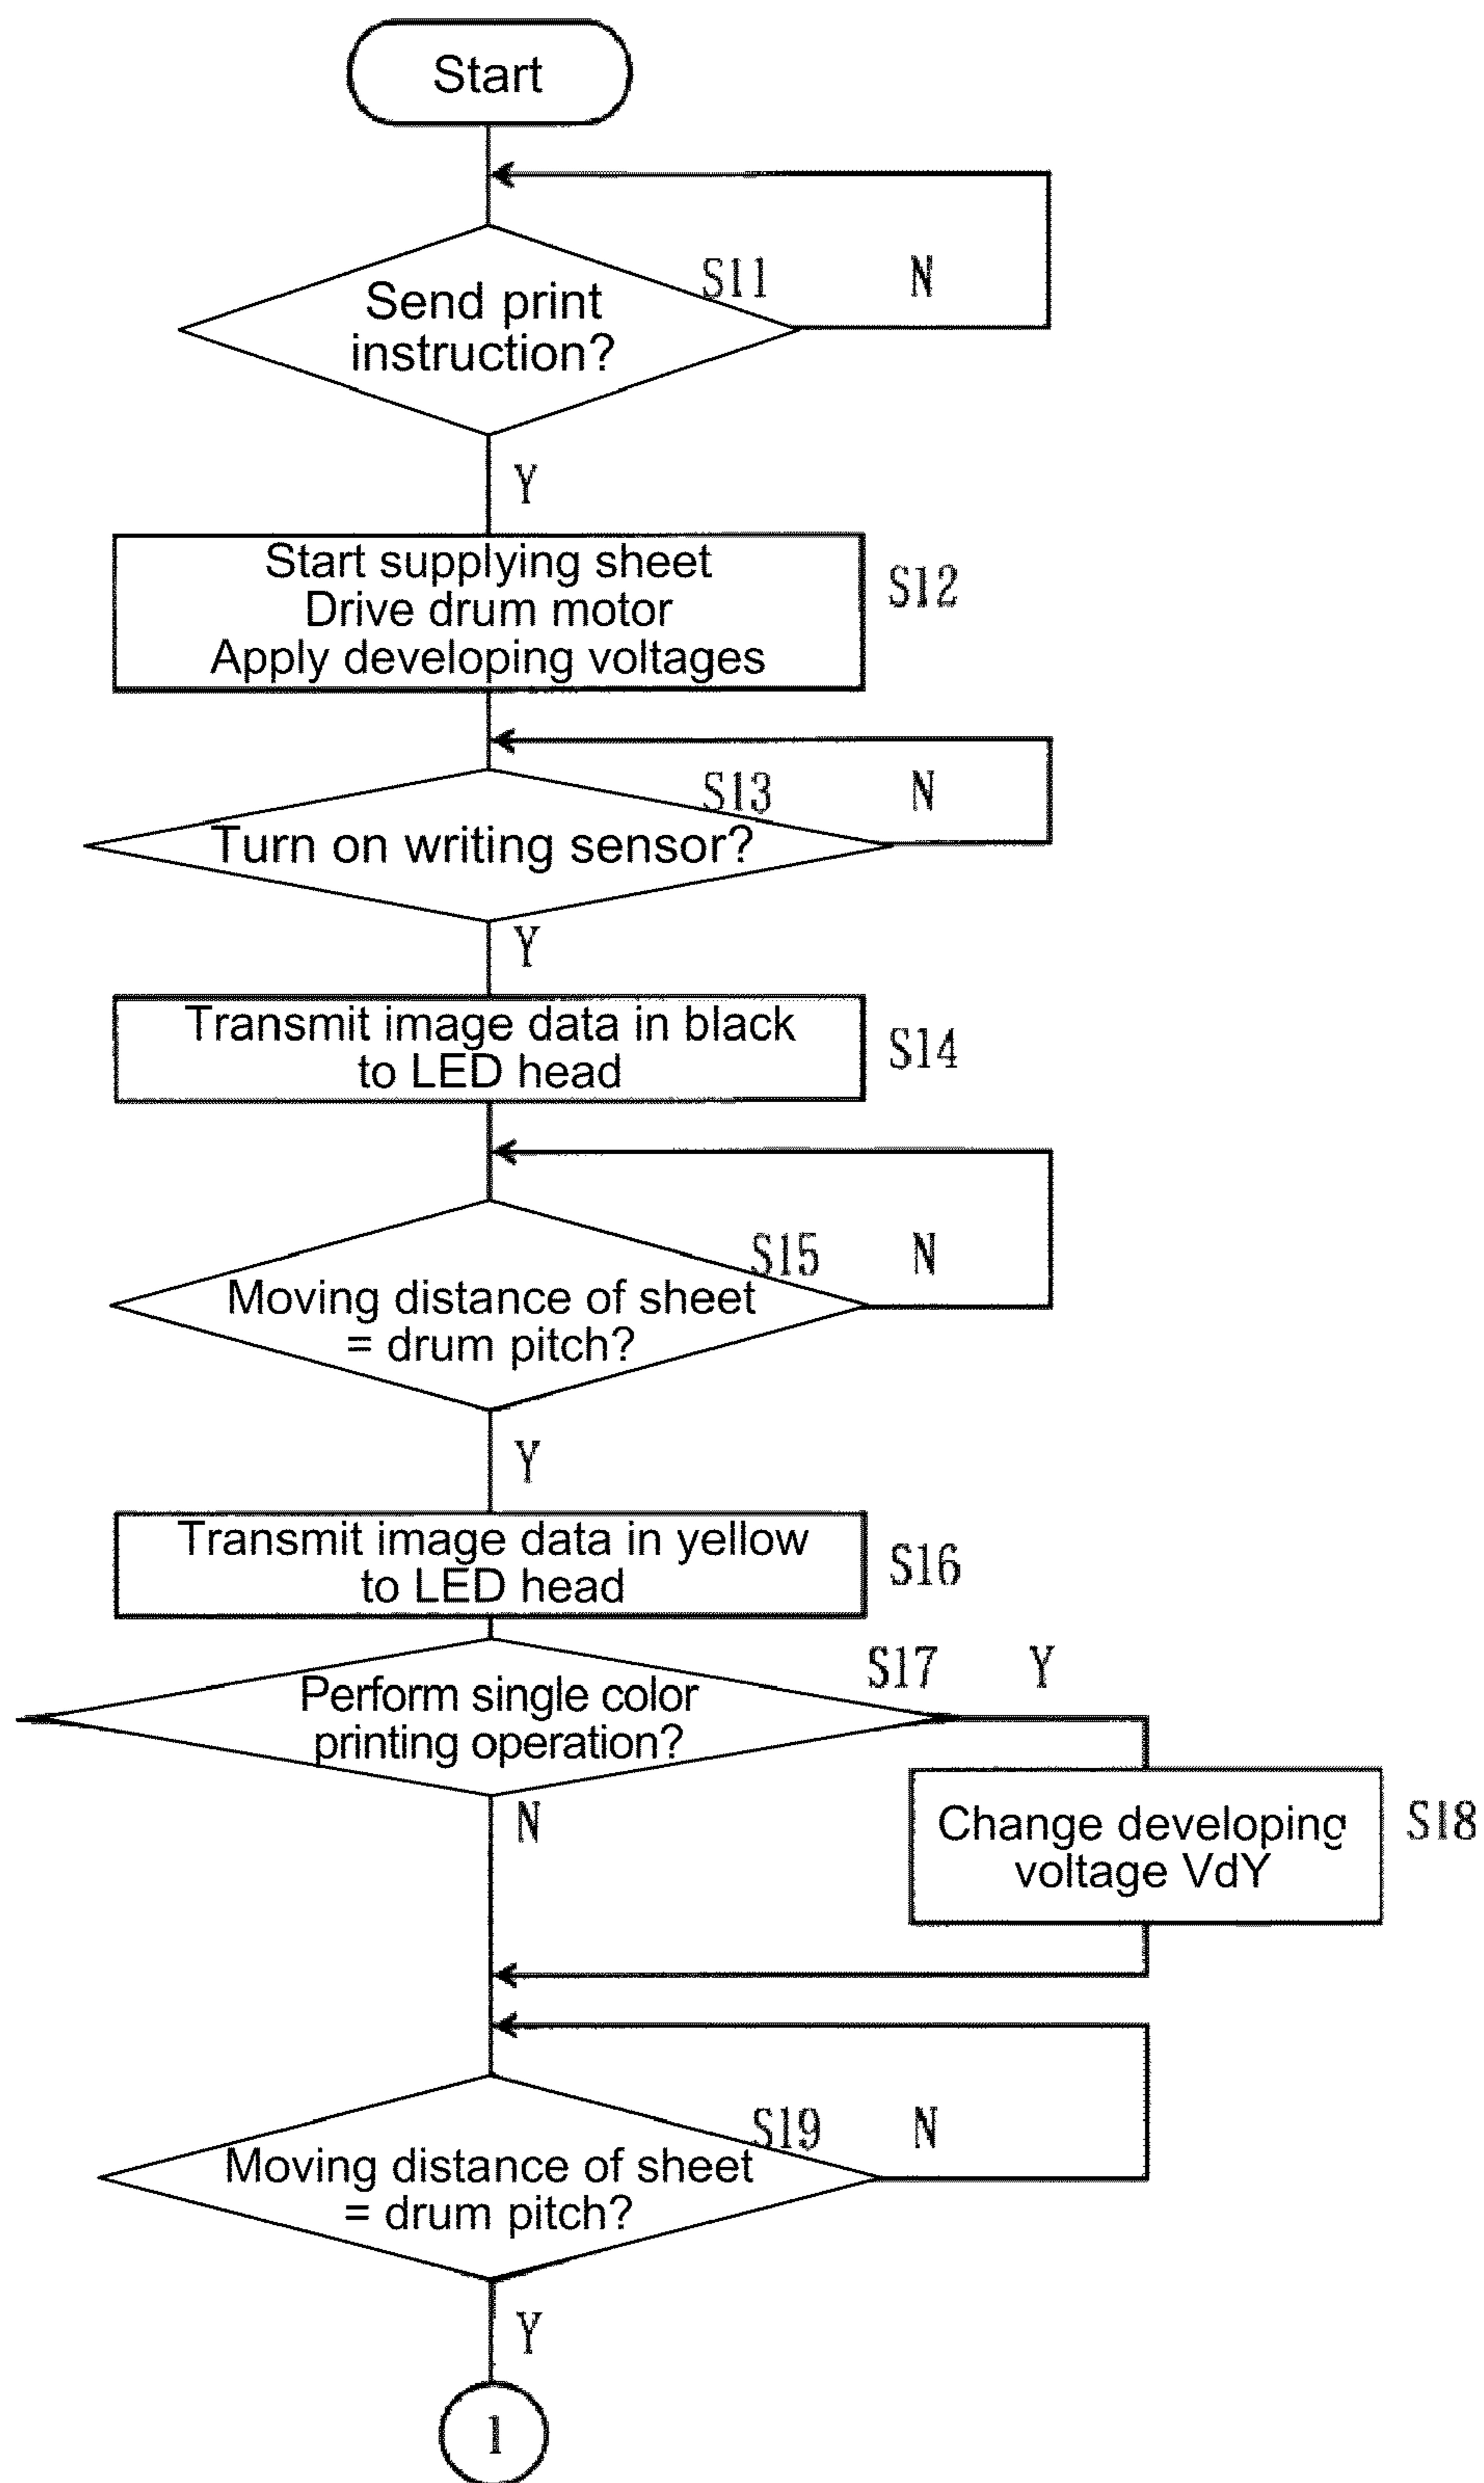 Start
S11
N
Send print
instruction?
Y
Start supplying sheet
Drive drum motor
Apply developing voltages
S12
S13
N
Turn on writing sensor?
Y
Transmit image data in black
to LED head
S14
S15
N
Moving distance of sheet
= drum pitch?
Y
Transmit image data in yellow
to LED head
S16
S17
Y
Perform single color
printing operation?
N
Change developing
voltage VdY
S18
S19
N
Moving distance of sheet
= drum pitch?
Y
1